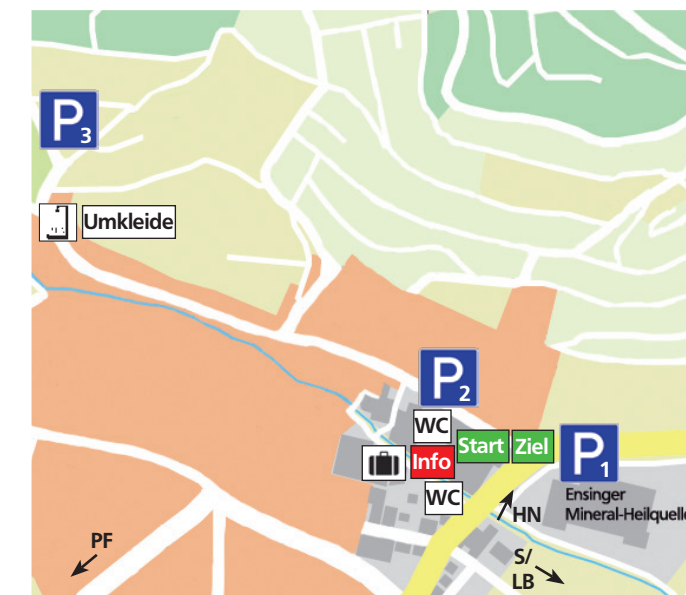 P3
Umkleide
P2
WC
Start
Ziel
Info
P1
WC
Ensinger
Mineral-Heilquelle
HN
PF
S/
LB